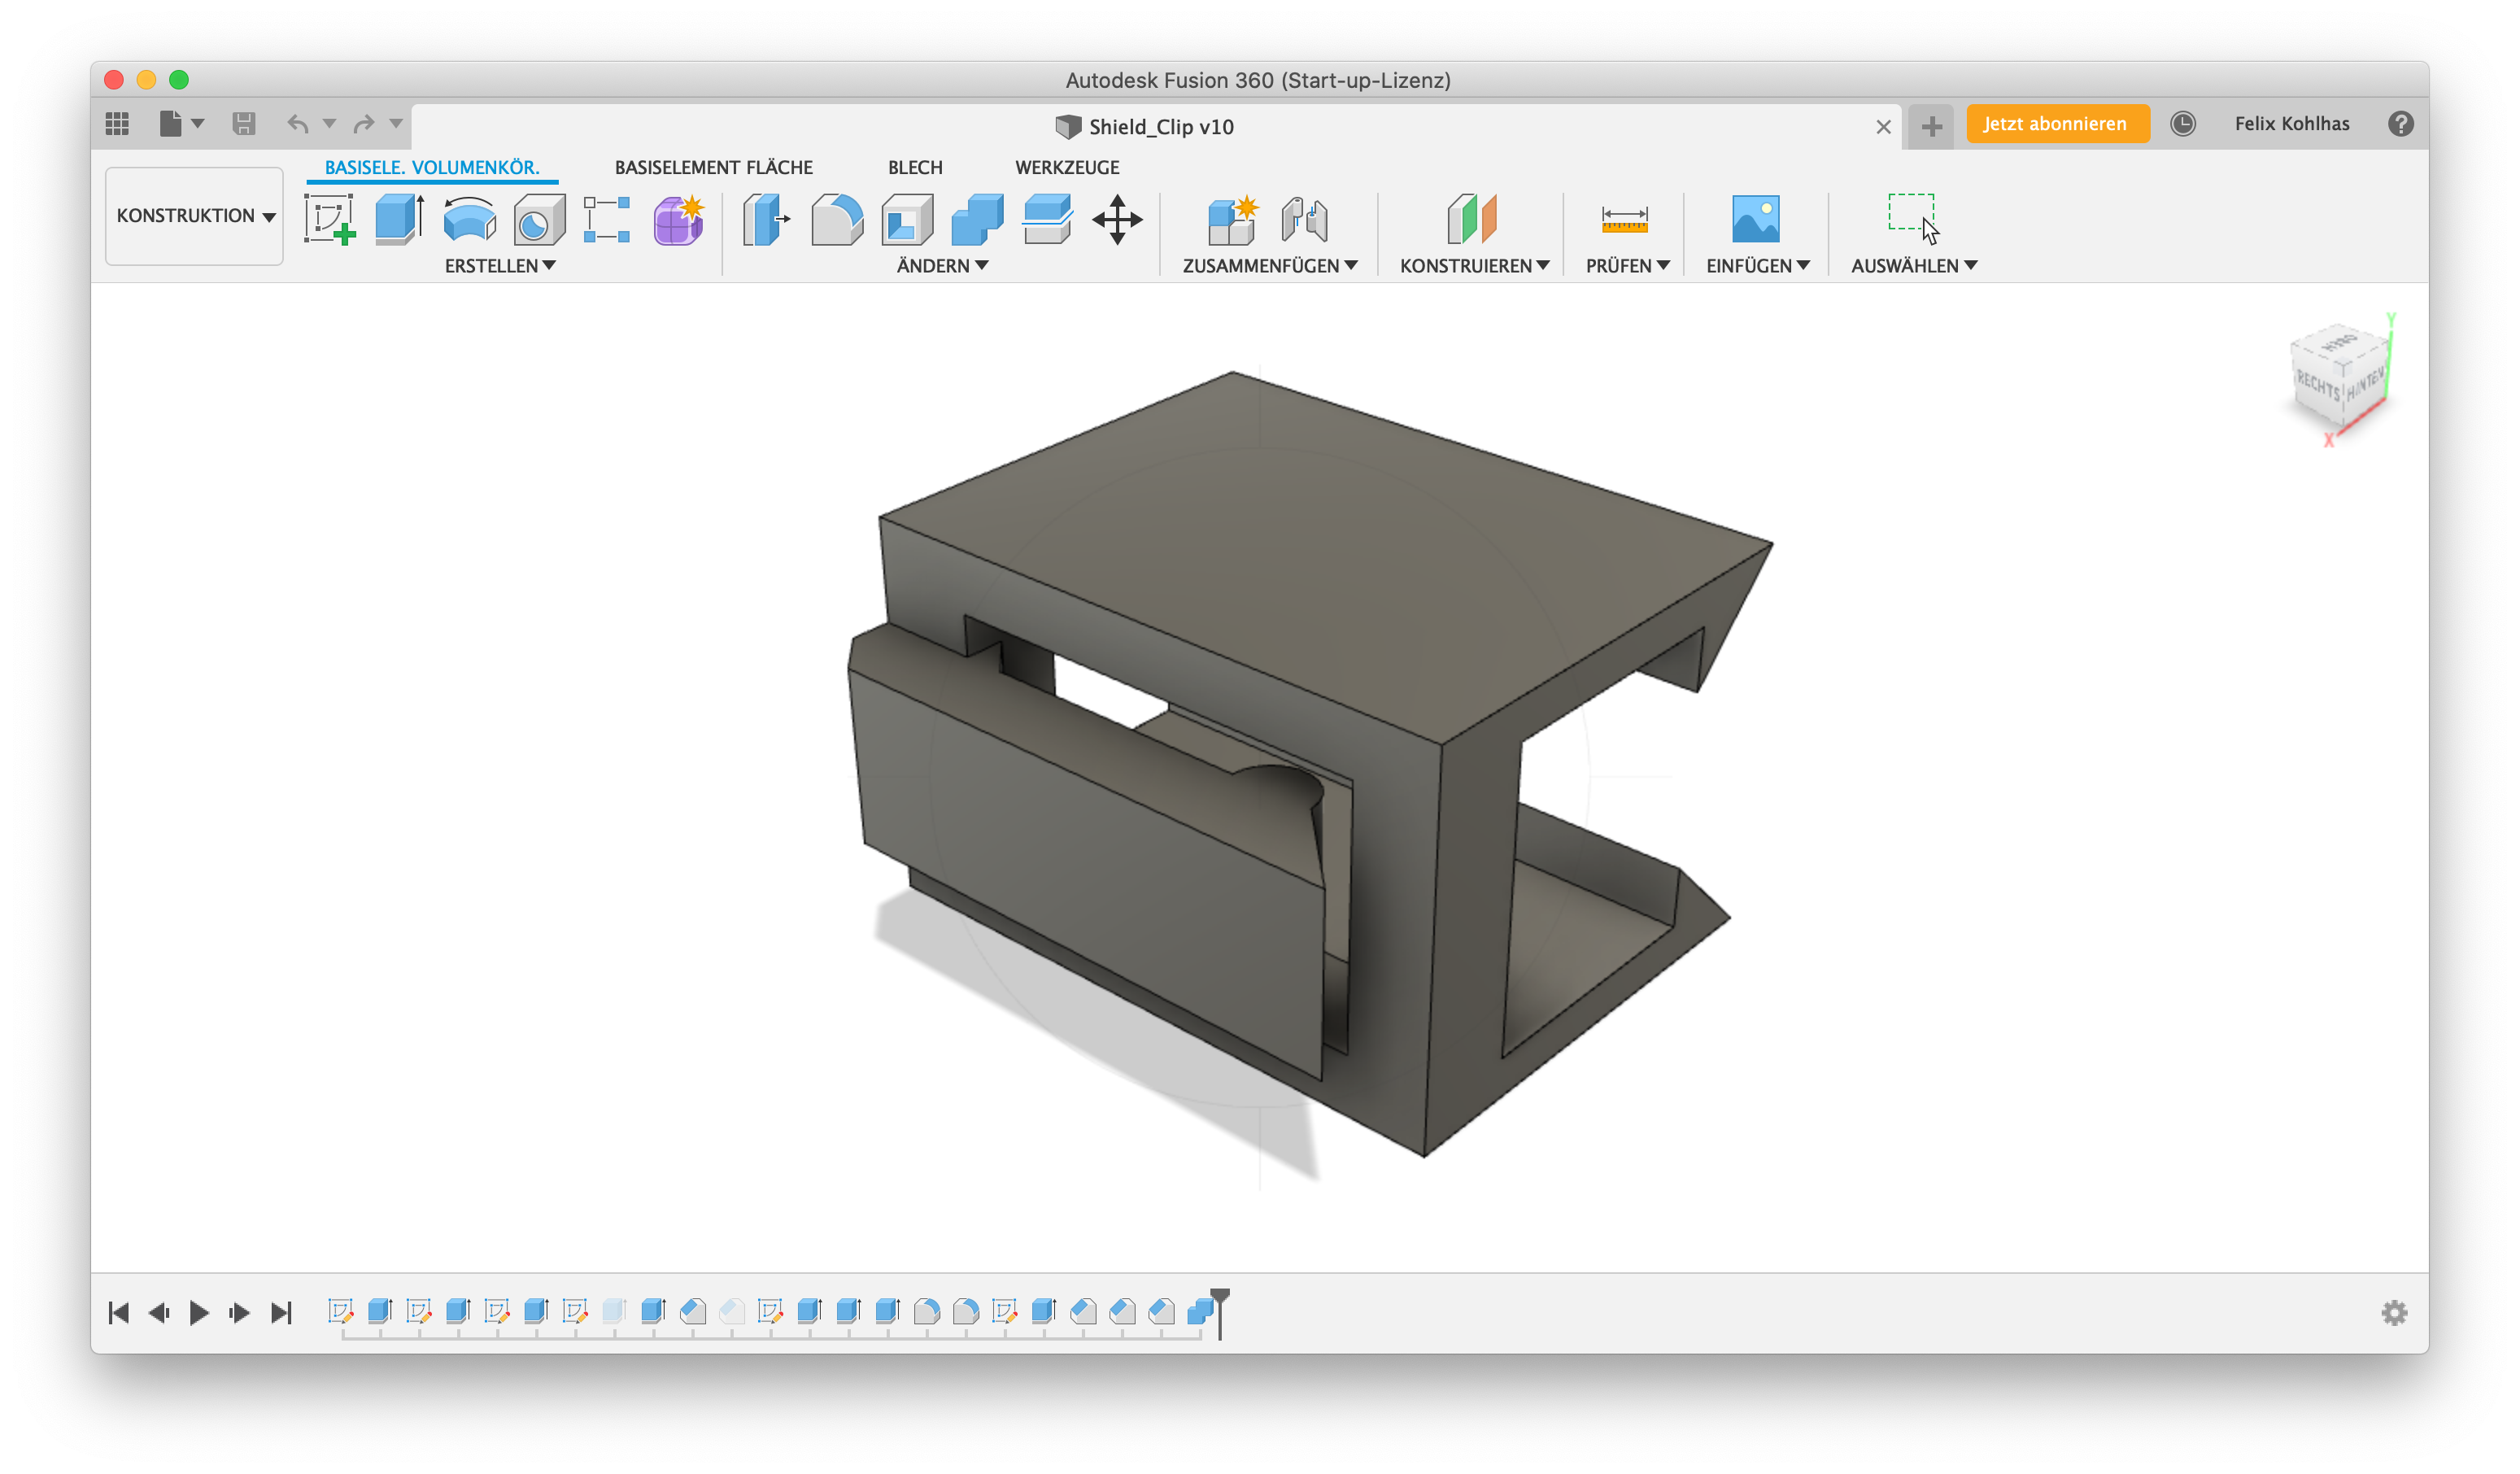 Autodesk Fusion 360 (Start-up-Lizenz)
Shield_Clip v10
Jetzt abonnieren
Felix Kohlhas
BASISELE. VOLUMENKÖR.
BASISELEMENT FLÄCHE
BLECH
WERKZEUGE
KONSTRUKTION
ERSTELLEN
ÄNDERN
ZUSAMMENFÜGEN
KONSTRUIEREN
PRÜFEN
EINFÜGEN
AUSWÄHLEN
Y
OBEN
RECHTS
HINTEN
X